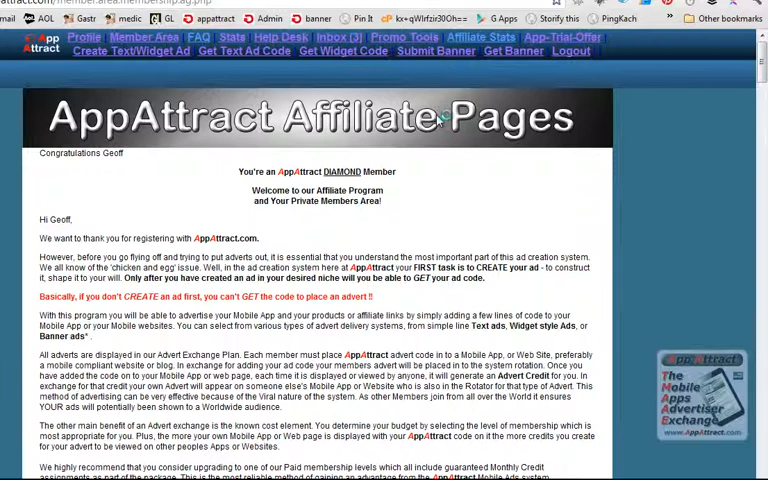 AOL
Gastr
medic
GL
appattract
Admin
banner
Pin It
G Apps
Storify this
PingKach
Other bookmarks
App Attract
Profile Member Area FAQ Stats Help Desk Inbox [3] Promo Tools Affiliate Stats App-Trial-Offer
Create Text/Widget Ad Get Text Ad Code Get Widget Code Submit Banner Get Banner Logout
AppAttract Affiliate Pages
Congratulations Geoff
You're an AppAttract DIAMOND Member
Welcome to our Affiliate Program
and Your Private Members Area!
Hi Geoff,
We want to thank you for registering with AppAttract.com.
However, before you go flying off and trying to put adverts out, it is essential that you understand the most important part of this ad creation system.
We all know of the 'chicken and egg' issue. Well, in the ad creation system here at AppAttract your FIRST task is to CREATE your ad - to construct
it, shape it to your will. Only after you have created an ad in your desired niche will you be able to GET your ad code.
Basically, if you don't CREATE an ad first, you can't GET the code to place an advert !!
With this program you will be able to advertise your Mobile App and your products or affiliate links by simply adding a few lines of code to your
Mobile App or your Mobile websites. You can select from various types of advert delivery systems, from simple line Text ads, Widget style Ads, or
Banner ads* .
All adverts are displayed in our Advert Exchange Plan. Each member must place AppAttract advert code in to a Mobile App, or Web Site, preferably
a mobile compliant website or blog. In exchange for adding your ad code your members advert will be placed in to the system rotation. Once you
have added the code on to your App or web page, each time it is displayed or viewed by anyone, it will generate an Advert Credit for you. In
exchange for that credit your own Advert will appear on someone else's Mobile App or Website who is also in the Rotator for that type of Advert. This
method of advertising can be very effective because of the Viral nature of the system. As other Members join from all over the World it ensures
YOUR ads will potentially been shown to a Worldwide audience.
The other main benefit of an Advert exchange is the known cost element. You determine your budget by selecting the level of membership which is
most appropriate for you. Plus, the more your own Mobile App or Web page is displayed with your AppAttract code on it the more credits you create
for your advert to be viewed on other peoples Apps or Websites.
We highly recommend that you consider upgrading to one of our Paid membership levels which all include guaranteed Monthly Credit
AppAttract
The
Mobile
Apps
Advertiser
Exchange
www.AppAttract.com